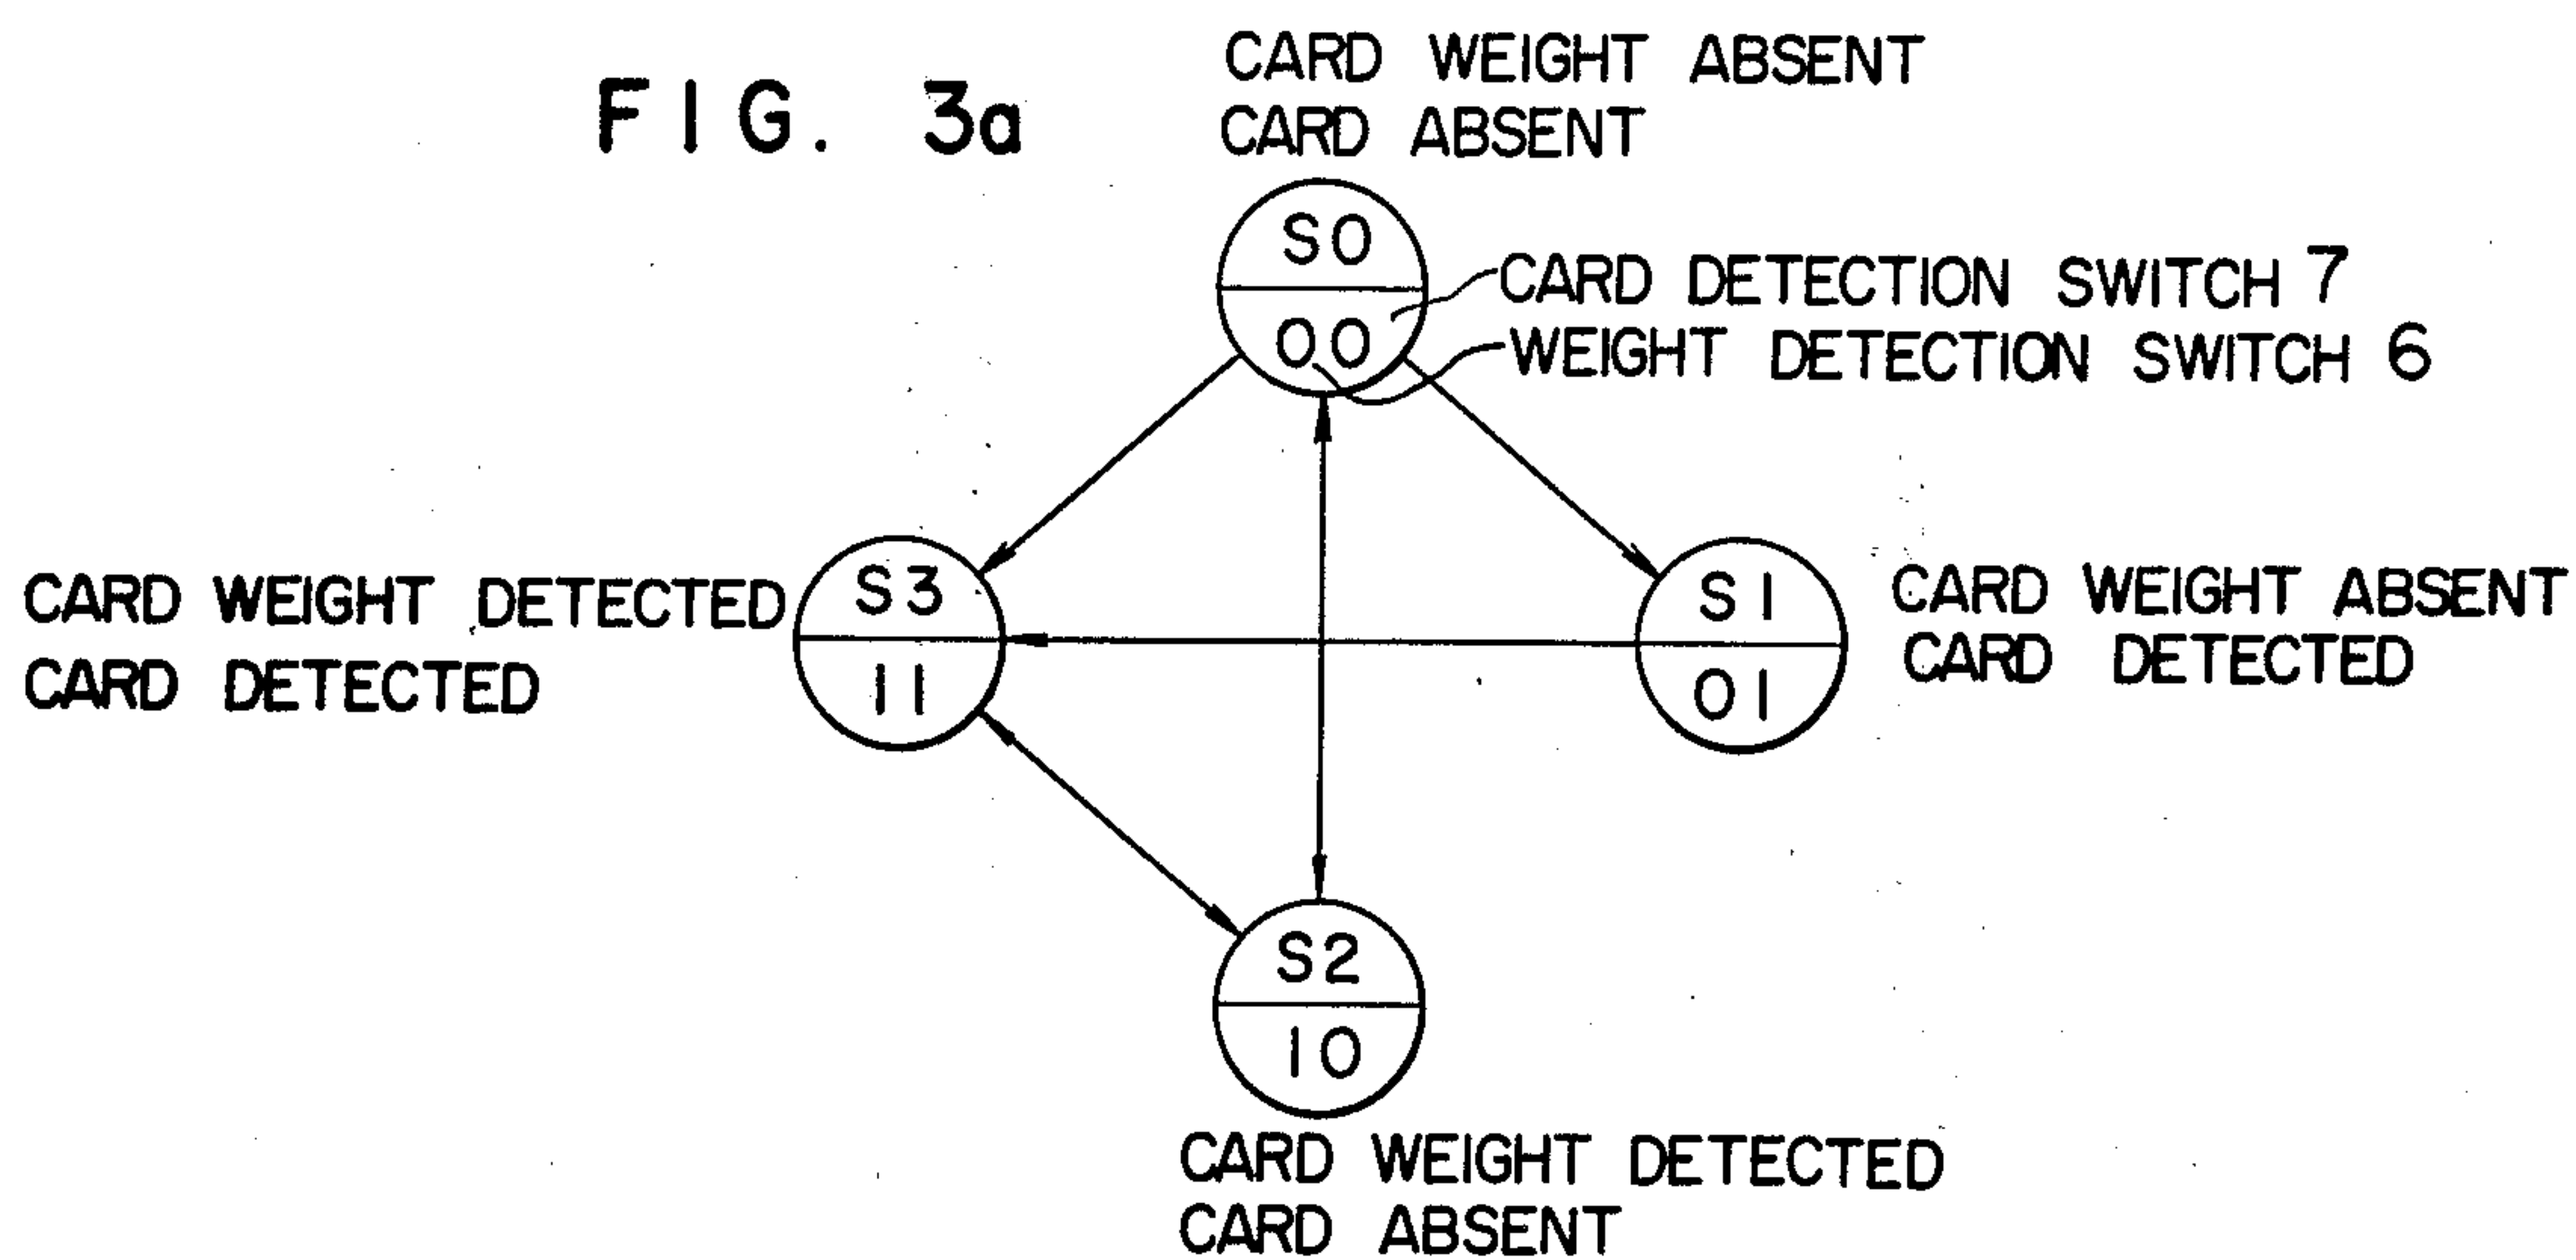 FIG. 3a
CARD WEIGHT ABSENT
CARD ABSENT
S0
00
CARD DETECTION SWITCH 7
WEIGHT DETECTION SWITCH 6
CARD WEIGHT DETECTED
CARD DETECTED
S3
11
S1
01
CARD WEIGHT ABSENT
CARD DETECTED
S2
10
CARD WEIGHT DETECTED
CARD ABSENT